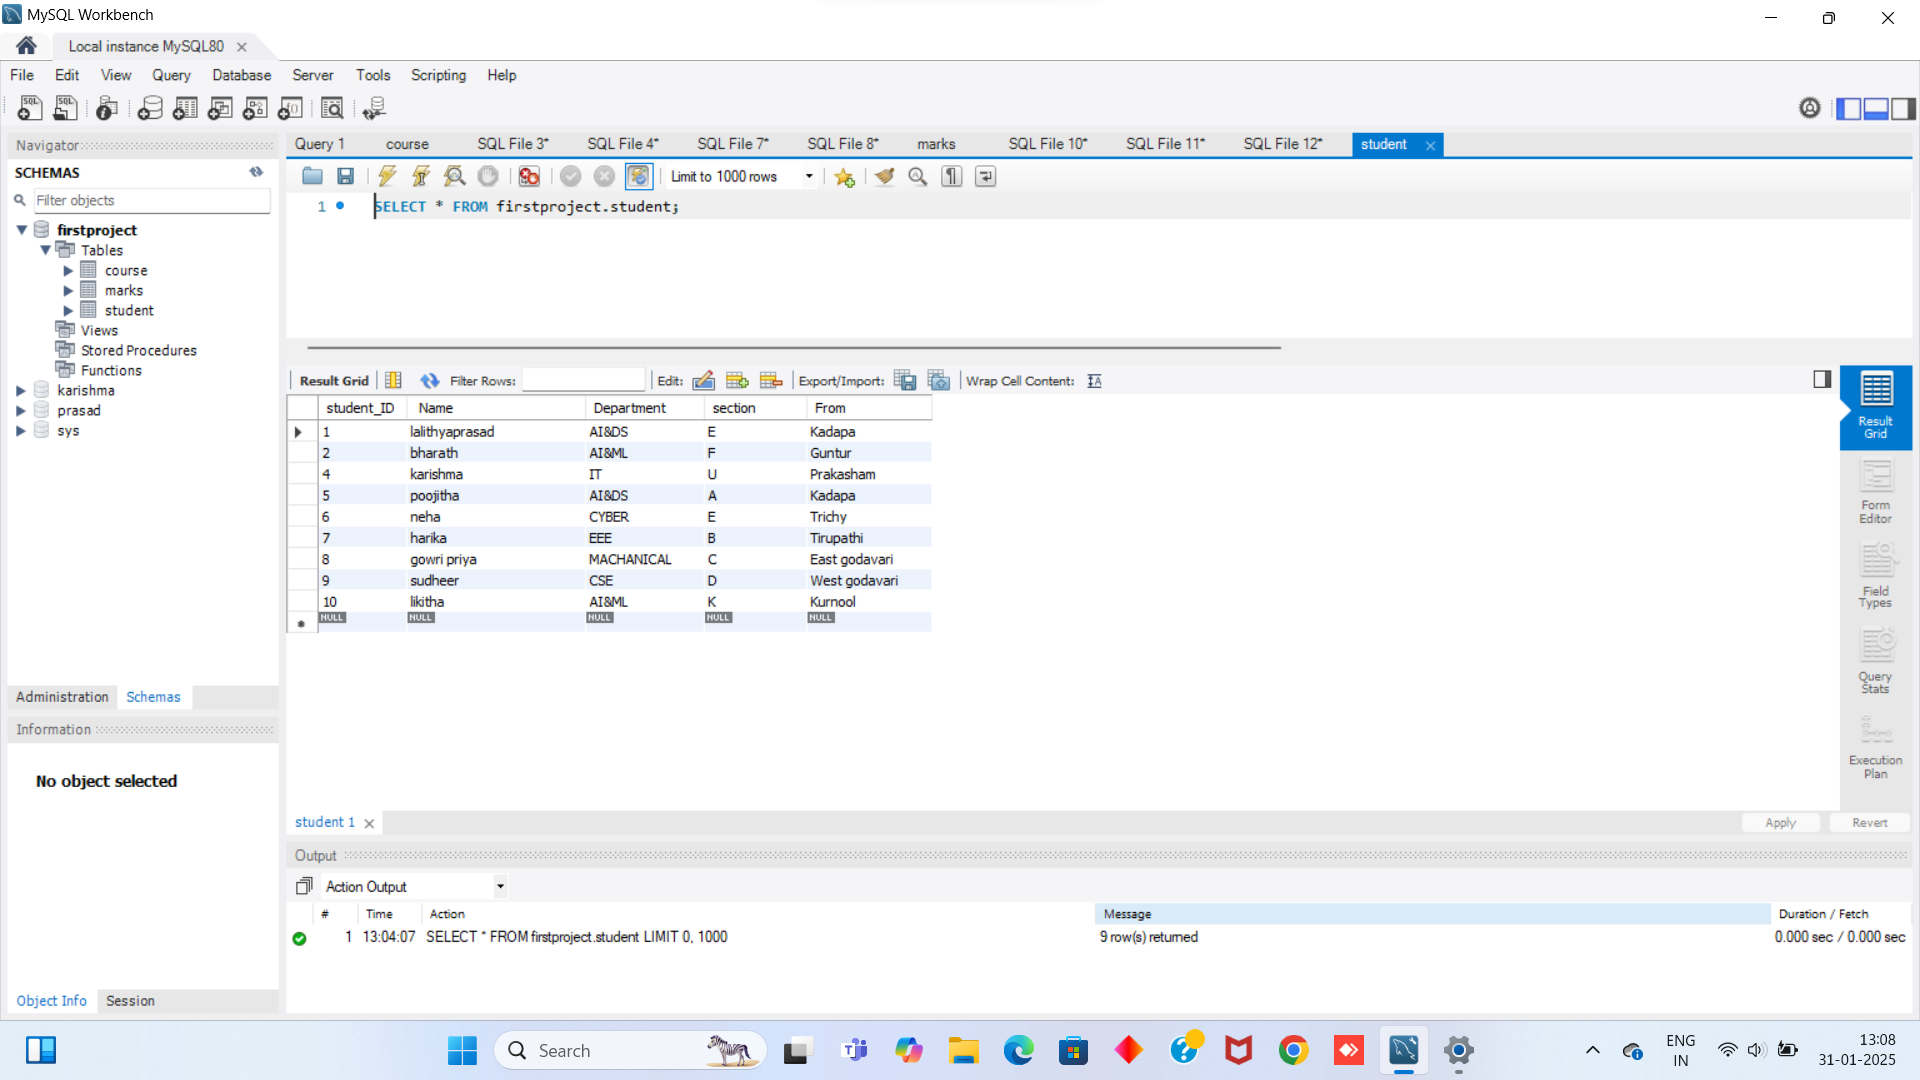 MySQL Workbench
Local instance MySQL80
File Edit View Query Database Server Tools Scripting Help
Navigator
SCHEMAS
Filter objects
firstproject
Tables
course
marks
student
Views
Stored Procedures
Functions
karishma
prasad
sys
Administration Schemas
Information
No object selected
Object Info Session
Query 1 course SQL File 3* SQL File 4* SQL File 7* SQL File 8* marks SQL File 10* SQL File 11* SQL File 12* student
Limit to 1000 rows
1 SELECT * FROM firstproject.student;
Result Grid Filter Rows: Edit: Export/Import: Wrap Cell Content:
student_ID Name Department section From
1 lalithyaprasad AI&DS E Kadapa
2 bharath AI&ML F Guntur
4 karishma IT U Prakasham
5 poojitha AI&DS A Kadapa
6 neha CYBER E Trichy
7 harika EEE B Tirupathi
8 gowri priya MACHANICAL C East godavari
9 sudheer CSE D West godavari
10 likitha AI&ML K Kurnool
NULL NULL NULL NULL NULL
Result
Grid
Form
Editor
Field
Types
Query
Stats
Execution
Plan
student 1 Apply Revert
Output
Action Output
# Time Action Message Duration / Fetch
1 13:04:07 SELECT * FROM firstproject.student LIMIT 0, 1000 9 row(s) returned 0.000 sec / 0.000 sec
Search
ENG
IN
13:08
31-01-2025